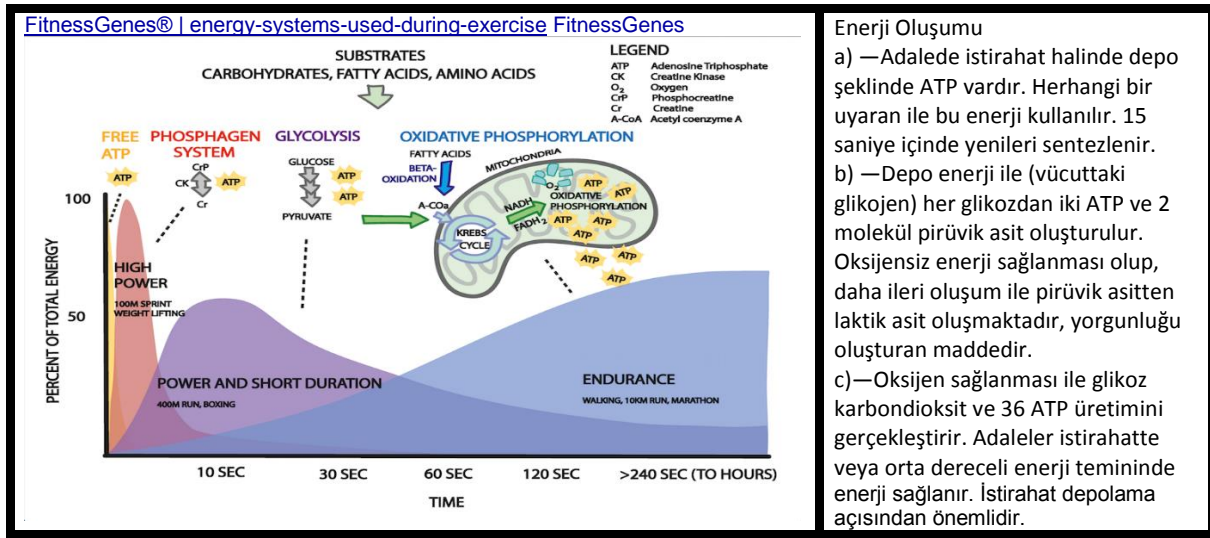 FitnessGenes® | energy-systems-used-during-exercise FitnessGenes
SUBSTRATES
CARBOHYDRATES, FATTY ACIDS, AMINO ACIDS
LEGEND
ATP Adenosine Triphosphate
CK Creatine Kinase
O2 Oxygen
CrP Phosphocreatine
Cr Creatine
A-CoA Acetyl coenzyme A
FREE
ATP
ATP
PHOSPHAGEN
SYSTEM
CrP
CK
ATP
Cr
GLYCOLYSIS
GLUCOSE
ATP
ATP
PYRUVATE
OXIDATIVE PHOSPHORYLATION
FATTY ACIDS
BETA-
OXIDATION
A-COa
MITOCHONDRIA
KREBS
CYCLE
NADH
FADH2
O2
OXIDATIVE
PHOSPHORYLATION
ATP
ATP
ATP
ATP
ATP
ATP
ATP
ATP
ATP
PERCENT OF TOTAL ENERGY
100
50
HIGH
POWER
100M SPRINT
WEIGHT LIFTING
POWER AND SHORT DURATION
400M RUN, BOXING
ENDURANCE
WALKING, 10KM RUN, MARATHON
10 SEC
30 SEC
60 SEC
120 SEC
>240 SEC (TO HOURS)
TIME
Enerji Oluşumu
a) —Adalede istirahat halinde depo
şeklinde ATP vardır. Herhangi bir
uyaran ile bu enerji kullanılır. 15
saniye içinde yenileri sentezlenir.
b) —Depo enerji ile (vücuttaki
glikojen) her glikozdan iki ATP ve 2
molekül pirüvik asit oluşturulur.
Oksijensiz enerji sağlanması olup,
daha ileri oluşum ile pirüvik asitten
laktik asit oluşmaktadır, yorgunluğu
oluşturan maddedir.
c)—Oksijen sağlanması ile glikoz
karbondioksit ve 36 ATP üretimini
gerçekleştirir. Adaleler istirahatte
veya orta dereceli enerji temininde
enerji sağlanır. İstirahat depolama
açısından önemlidir.